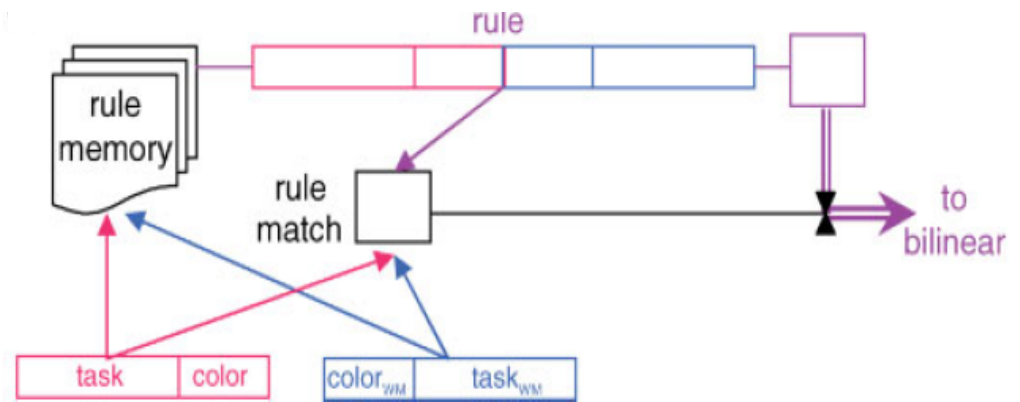 rule
rule
memory
rule
match
to
bilinear
task color
colorWM taskWM